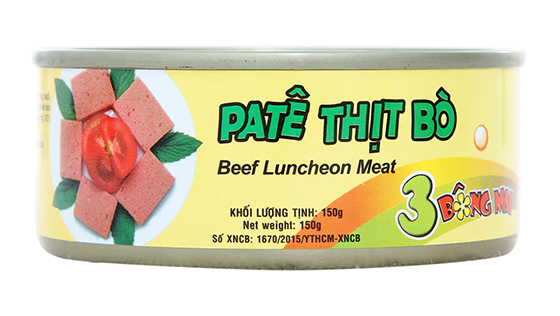 PATÊ THỊT BÒ
Beef Luncheon Meat
KHỐI LƯỢNG TỊNH: 150g
Net weight: 150g
Số XNCB: 1670/2015/YTHCM-XNCB
3 BÔNG